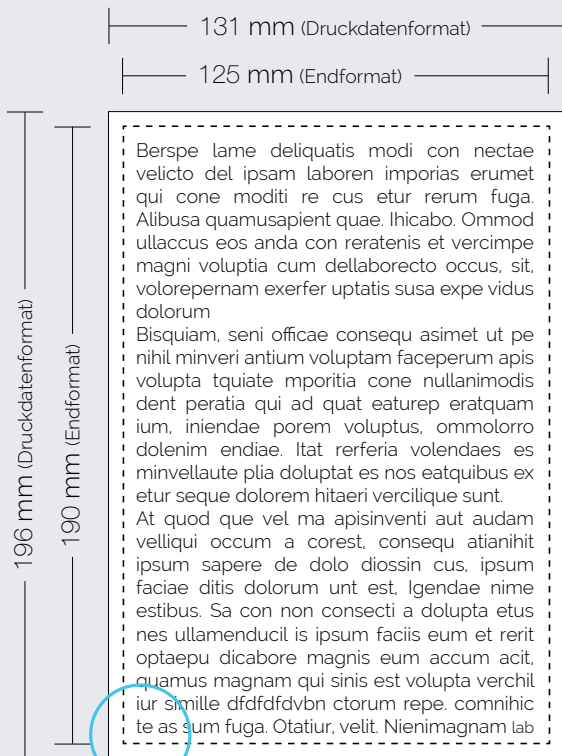 131 mm (Druckdatenformat)
125 mm (Endformat)
196 mm (Druckdatenformat)
190 mm (Endformat)
Berspe lame deliquatis modi con nectae
velicto del ipsam laboren imporias erumet
qui cone moditi re cus etur rerum fuga.
Alibusa quamusapient quae. Ihicabo. Ommod
ullaccus eos anda con reratenis et vercimpe
magni voluptia cum dellaborecto occus, sit,
volorepernam exerfer uptatis susa expe vidus
dolorum
Bisquiam, seni officae consequ asimet ut pe
nihil minveri antium voluptam faceperum apis
volupta tquiate mporitia cone nullanimodis
dent peratia qui ad quat eaturep eratquam
ium, iniendae porem voluptus, ommolorro
dolenim endiae. Itat rerferia volendaes es
minvellaute plia doluptat es nos eatquibus ex
etur seque dolorem hitaeri vercilique sunt.
At quod que vel ma apisinventi aut audam
velliqui occum a corest, consequ atianihit
ipsum sapere de dolo diossin cus, ipsum
faciae ditis dolorum unt est, Igendae nime
estibus. Sa con non consecti a dolupta etus
nes ullamenducil is ipsum faciis eum et rerit
optaepu dicabore magnis eum accum acit,
quamus magnam qui sinis est volupta verchil
iur simille dfdfdfdvbn ctorum repe. comnihic
te as sum fuga. Otatiur, velit. Nienimagnam lab